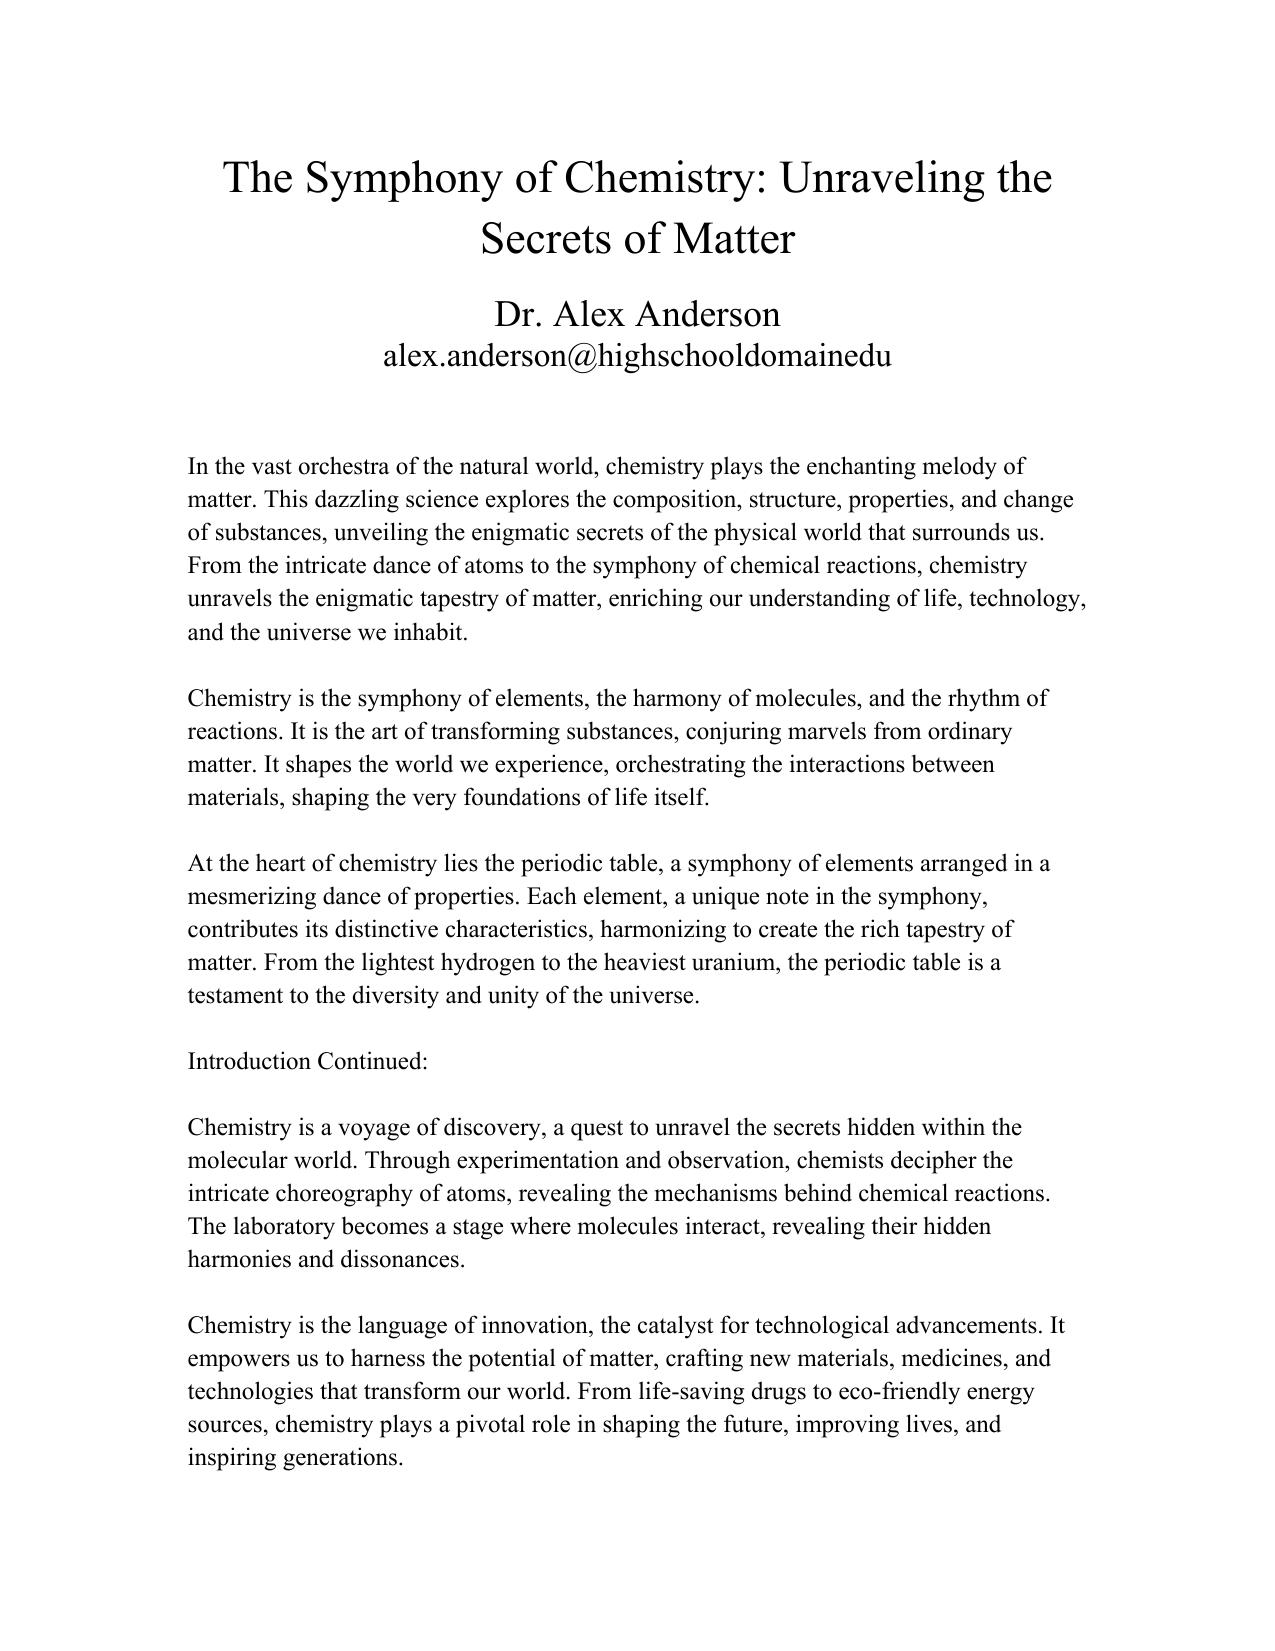 The Symphony of Chemistry: Unraveling the
Secrets of Matter
Dr. Alex Anderson
alex.anderson@highschooldomainedu
In the vast orchestra of the natural world, chemistry plays the enchanting melody of
matter. This dazzling science explores the composition, structure, properties, and change
of substances, unveiling the enigmatic secrets of the physical world that surrounds us.
From the intricate dance of atoms to the symphony of chemical reactions, chemistry
unravels the enigmatic tapestry of matter, enriching our understanding of life, technology,
and the universe we inhabit.
Chemistry is the symphony of elements, the harmony of molecules, and the rhythm of
reactions. It is the art of transforming substances, conjuring marvels from ordinary
matter. It shapes the world we experience, orchestrating the interactions between
materials, shaping the very foundations of life itself.
At the heart of chemistry lies the periodic table, a symphony of elements arranged in a
mesmerizing dance of properties. Each element, a unique note in the symphony,
contributes its distinctive characteristics, harmonizing to create the rich tapestry of
matter. From the lightest hydrogen to the heaviest uranium, the periodic table is a
testament to the diversity and unity of the universe.
Introduction Continued:
Chemistry is a voyage of discovery, a quest to unravel the secrets hidden within the
molecular world. Through experimentation and observation, chemists decipher the
intricate choreography of atoms, revealing the mechanisms behind chemical reactions.
The laboratory becomes a stage where molecules interact, revealing their hidden
harmonies and dissonances.
Chemistry is the language of innovation, the catalyst for technological advancements. It
empowers us to harness the potential of matter, crafting new materials, medicines, and
technologies that transform our world. From life-saving drugs to eco-friendly energy
sources, chemistry plays a pivotal role in shaping the future, improving lives, and
inspiring generations.